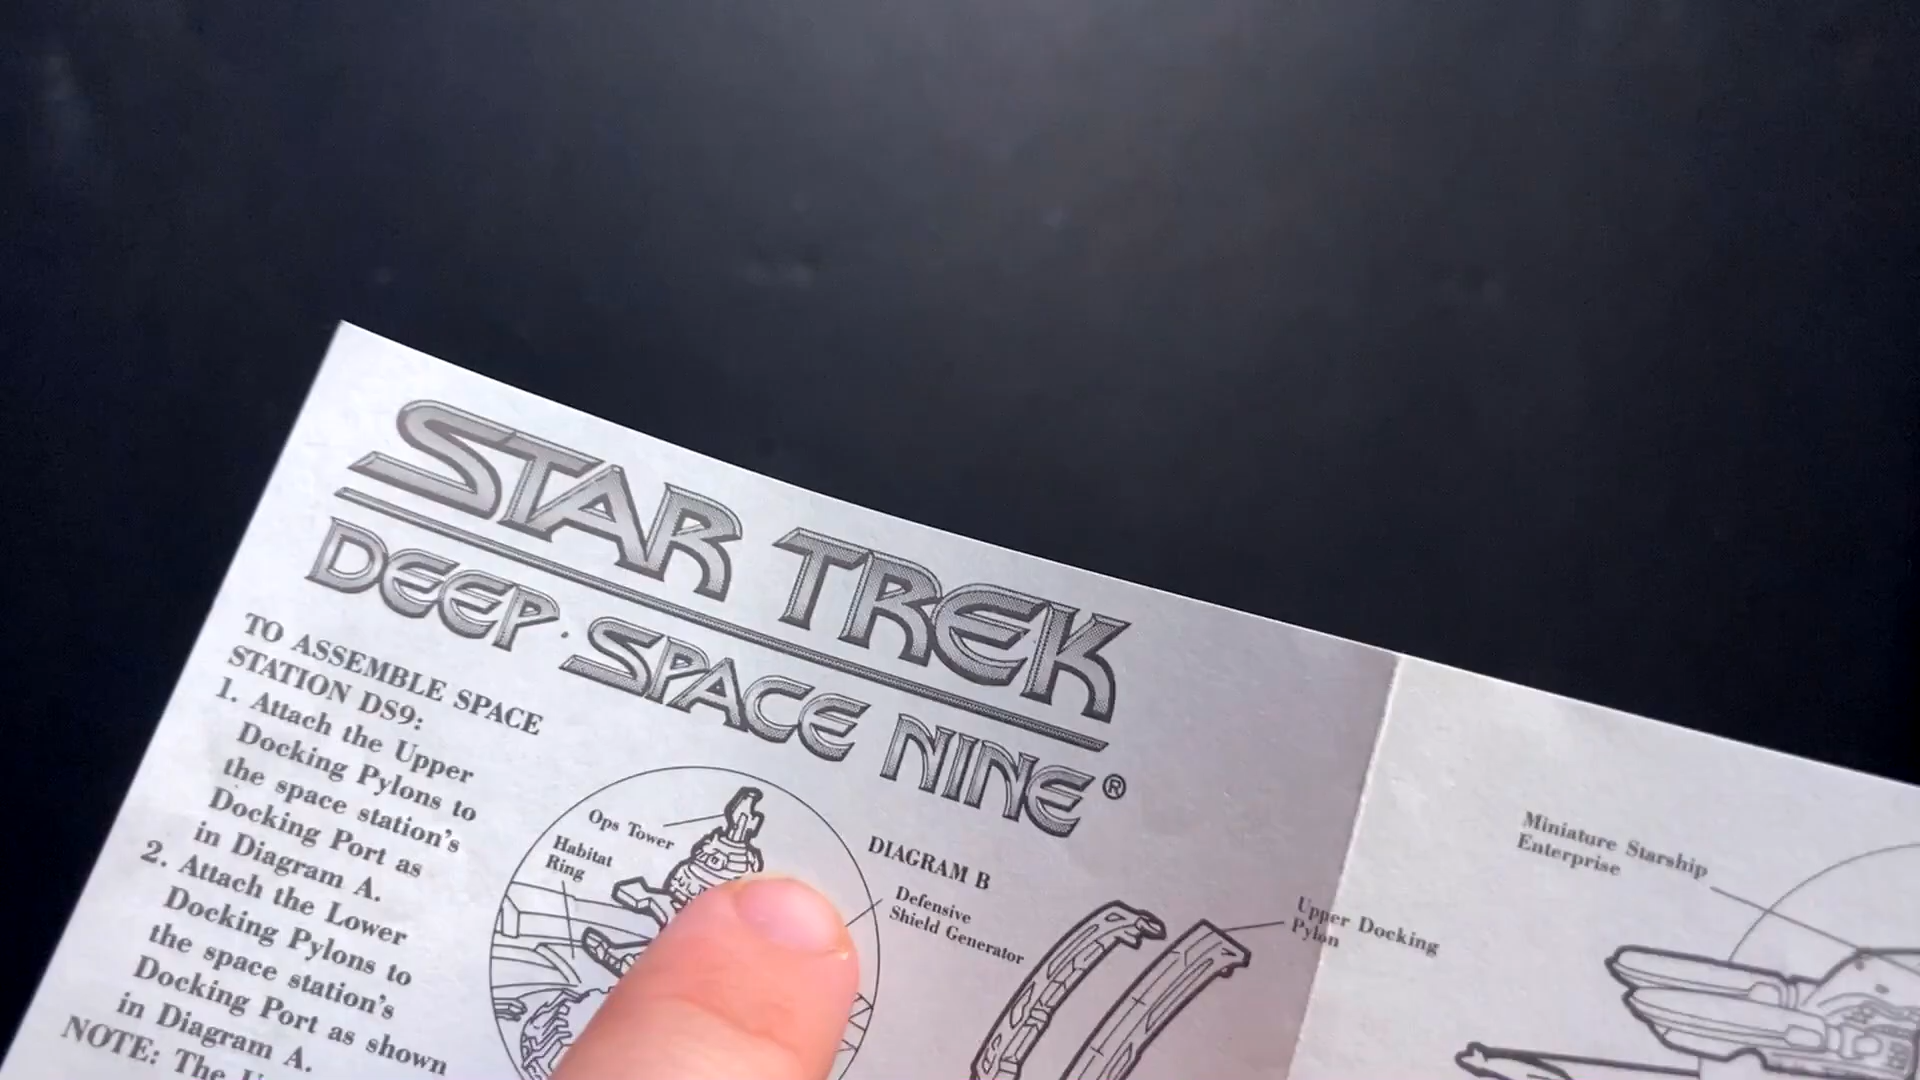 STAR TREK
DEEP SPACE NINE®
TO ASSEMBLE SPACE
STATION DS9:
1. Attach the Upper
Docking Pylons to
the space station's
Docking Port as
in Diagram A.
2. Attach the Lower
Docking Pylons to
the space station's
Docking Port as shown
in Diagram A.
NOTE: The
Ops Tower
Habitat
Ring
DIAGRAM B
Defensive
Shield Generator
Upper Docking
Pylon
Miniature Starship
Enterprise